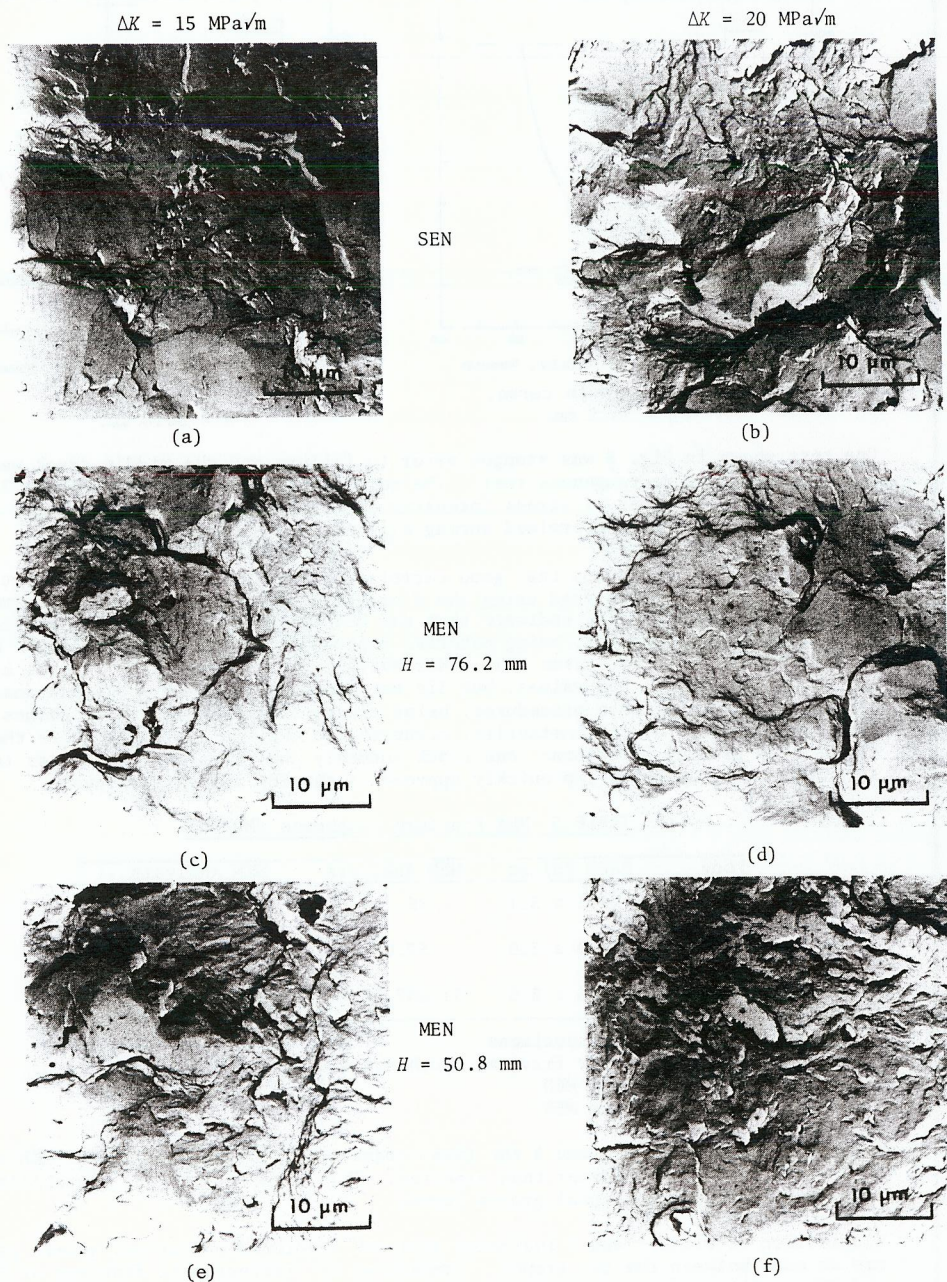 ΔK = 15 MPa√m
ΔK = 20 MPa√m
10 μm
SEN
10 μm
(a)
(b)
10 μm
MEN
H = 76.2 mm
10 μm
(c)
(d)
10 μm
MEN
H = 50.8 mm
10 μm
(e)
(f)